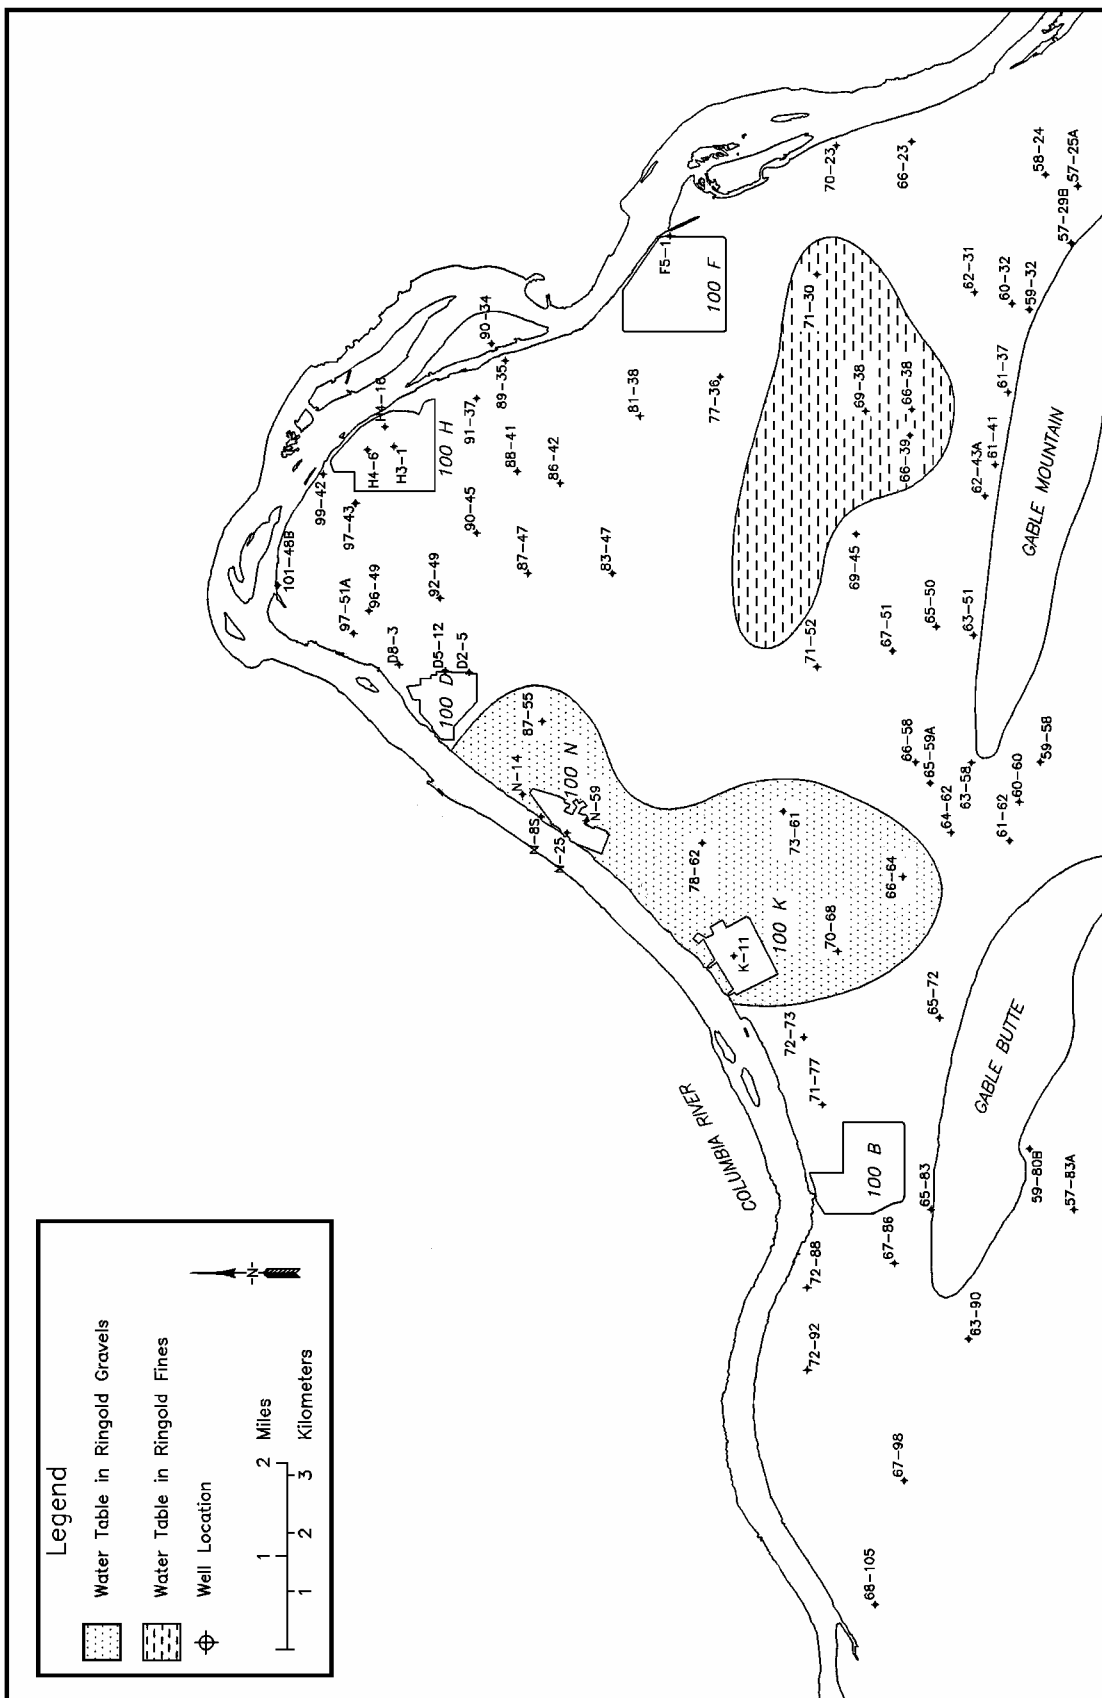 Legend
Water Table in Ringold Gravels
Water Table in Ringold Fines
Well Location
1 2 Miles
1 2 3 Kilometers
-N-
COLUMBIA RIVER
101-48B
99-42
97-43
97-51A
96-49
H4-6
H3-1
100 H
D8-3
92-49
D5-12
D2-5
100 D
90-45
91-37
90-34
89-35
88-41
86-42
87-47
83-47
81-38
77-36
F5-1
100 F
87-55
N-14
N-8S
100 N
N-25
N-59
78-62
73-61
K-11
100 K
70-68
66-64
72-73
71-77
65-72
100 B
72-88
72-92
67-86
65-83
67-98
68-105
63-90
GABLE BUTTE
59-80B
57-83A
70-23
66-23
71-30
69-38
66-38
66-39
69-45
71-52
67-51
65-50
63-51
66-58
65-59A
64-62
63-58
61-62
60-60
59-58
62-43A
61-41
61-37
62-31
60-32
59-32
58-24
57-25A
57-29B
GABLE MOUNTAIN